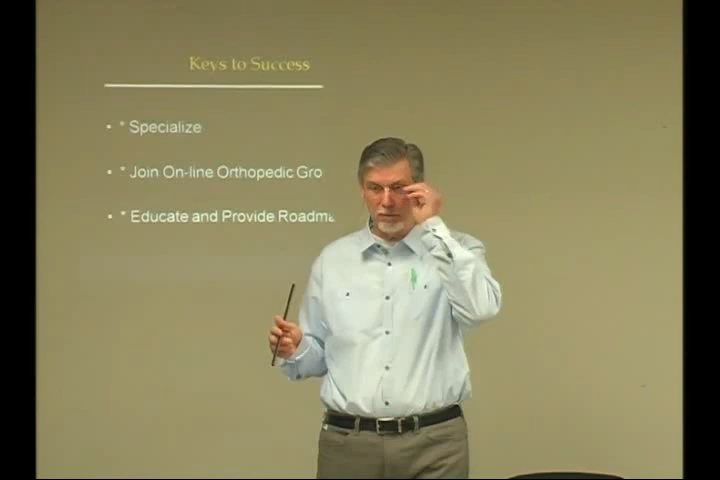 Keys to Success
▪ * Specialize
▪ * Join On-line Orthopedic Gro
▪ * Educate and Provide Roadma